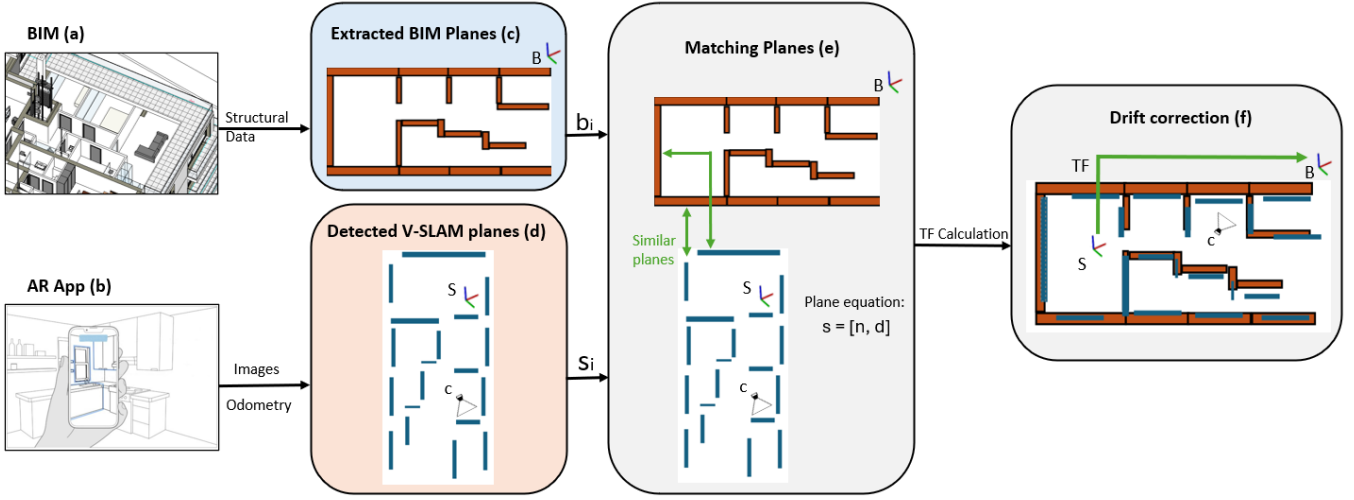 BIM (a)
Structural
Data
Extracted BIM Planes (c)
B
bi
Detected V-SLAM planes (d)
S
c
AR App (b)
Images
Odometry
si
Matching Planes (e)
B
Similar
planes
S
Plane equation:
s = [n, d]
c
TF Calculation
Drift correction (f)
TF
B
S
c